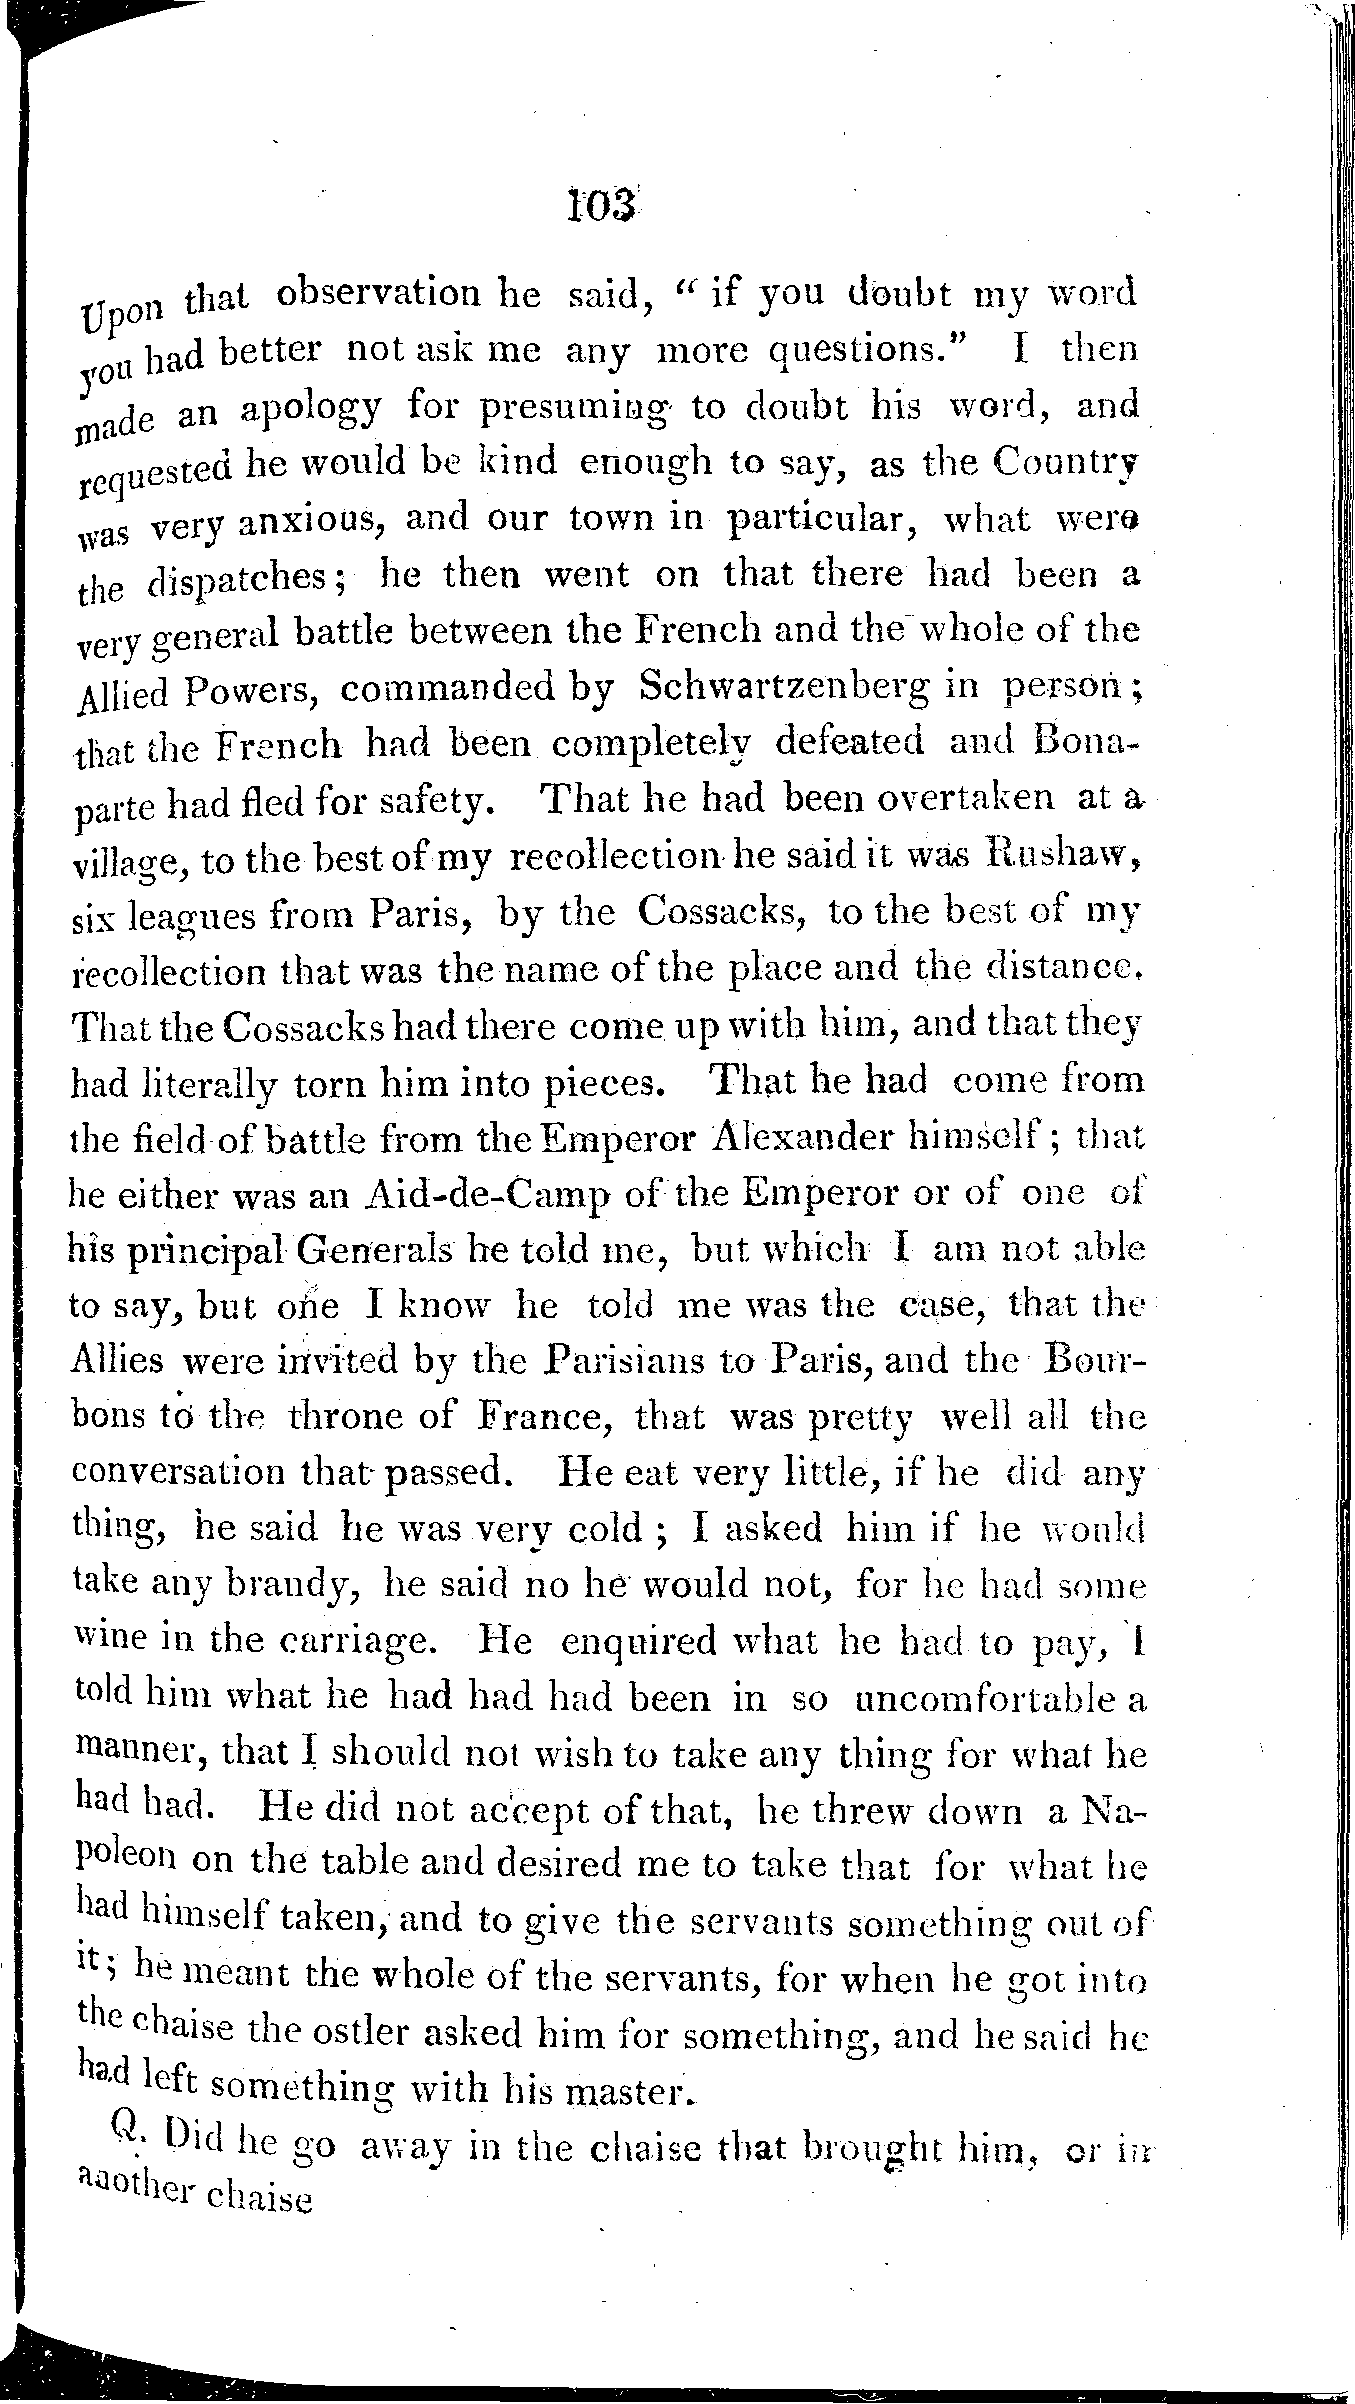 103
Upon that observation he said, “ if you doubt my word
you had better not ask me any more questions.” I then
made an apology for presuming to doubt his word, and
requested he would be kind enough to say, as the Country
was very anxious, and our town in particular, what were
the dispatches; he then went on that there had been a
very general battle between the French and the whole of the
Allied Powers, commanded by Schwartzenberg in person;
that the French had been completely defeated and Bona-
parte had fled for safety. That he had been overtaken at a
village, to the best of my recollection he said it was Rushaw,
six leagues from Paris, by the Cossacks, to the best of my
recollection that was the name of the place and the distance.
That the Cossacks had there come up with him, and that they
had literally torn him into pieces. That he had come from
the field of battle from the Emperor Alexander himself; that
he either was an Aid-de-Camp of the Emperor or of one of
his principal Generals he told me, but which I am not able
to say, but one I know he told me was the case, that the
Allies were invited by the Parisians to Paris, and the Bour-
bons to the throne of France, that was pretty well all the
conversation that passed. He eat very little, if he did any
thing, he said he was very cold; I asked him if he would
take any brandy, he said no he would not, for he had some
wine in the carriage. He enquired what he had to pay, I
told him what he had had had been in so uncomfortable a
manner, that I should not wish to take any thing for what he
had had. He did not accept of that, he threw down a Na-
poleon on the table and desired me to take that for what he
had himself taken, and to give the servants something out of
it; he meant the whole of the servants, for when he got into
the chaise the ostler asked him for something, and he said he
had left something with his master.
Q. Did he go away in the chaise that brought him, or in
another chaise